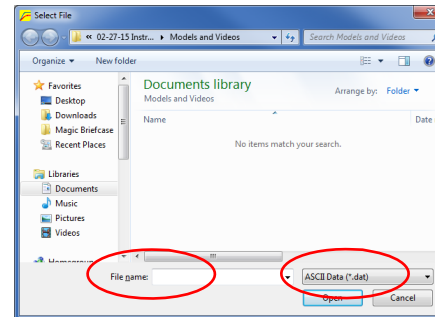 Select File
« 02-27-15 Instr... ▸ Models and Videos
Search Models and Videos
Organize ▾ New folder
Favorites
Desktop
Downloads
Magic Briefcase
Recent Places
Libraries
Documents
Music
Pictures
Videos
Documents library
Models and Videos
Arrange by: Folder ▾
Name
Date
No items match your search.
File name:
ASCII Data (*.dat)
Open
Cancel